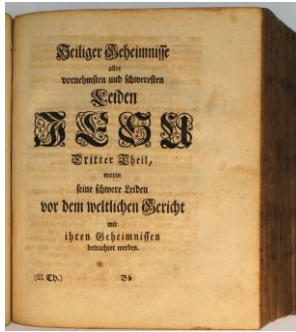 Heiliger Geheimnisse
aller
vornehmsten und schweresten
Leiden
JESU
Dritter Theil,
worin
seine schwere Leiden
vor dem weltlichen Gericht
mit
ihren Geheimnissen
betrachtet werden.
(III. Th.) Bb